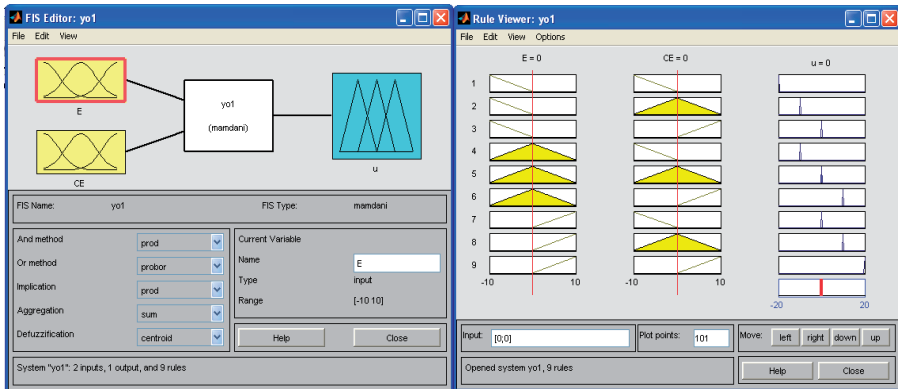 FIS Editor: yo1
File Edit View
E
CE
yo1
(mamdani)
u
FIS Name: yo1 FIS Type: mamdani
And method prod
Or method probor
Implication prod
Aggregation sum
Defuzzification centroid
Current Variable
Name E
Type input
Range [-10 10]
Help Close
System "yo1": 2 inputs, 1 output, and 9 rules
Rule Viewer: yo1
File Edit View Options
E = 0 CE = 0 u = 0
1
2
3
4
5
6
7
8
9
-10 10 -10 10
-20 20
Input: [0;0] Plot points: 101 Move: left right down up
Opened system yo1, 9 rules Help Close